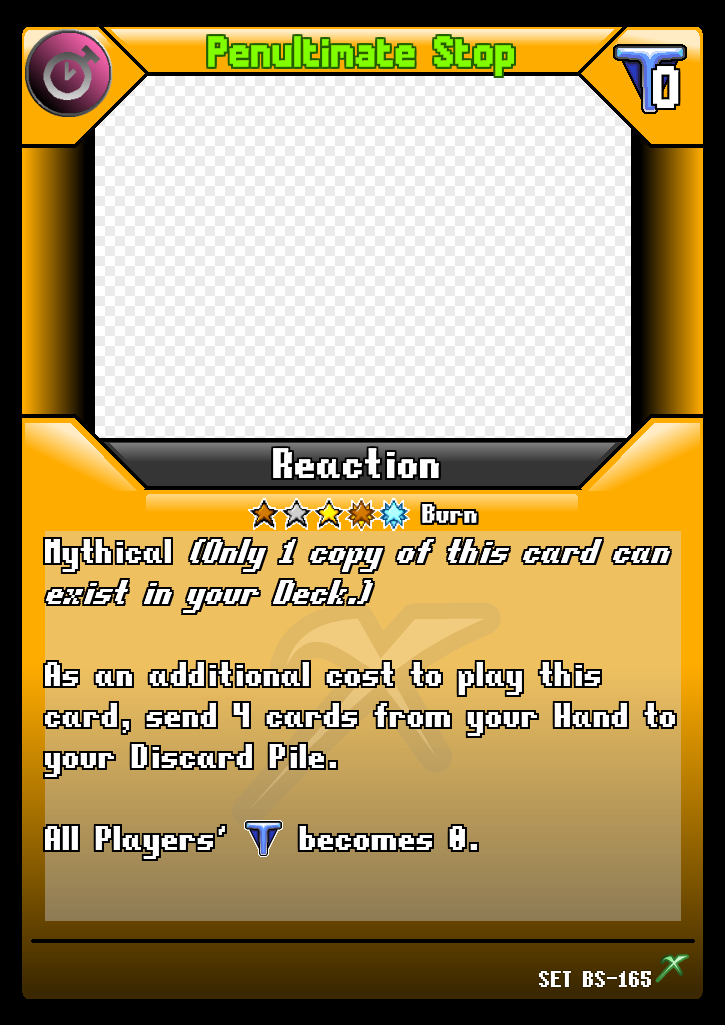 Penultimate Stop
T0
Reaction
Burn
Mythical (Only 1 copy of this card can
exist in your Deck.)
As an additional cost to play this
card, send 4 cards from your Hand to
your Discard Pile.
All Players' T becomes 0.
SET BS-165